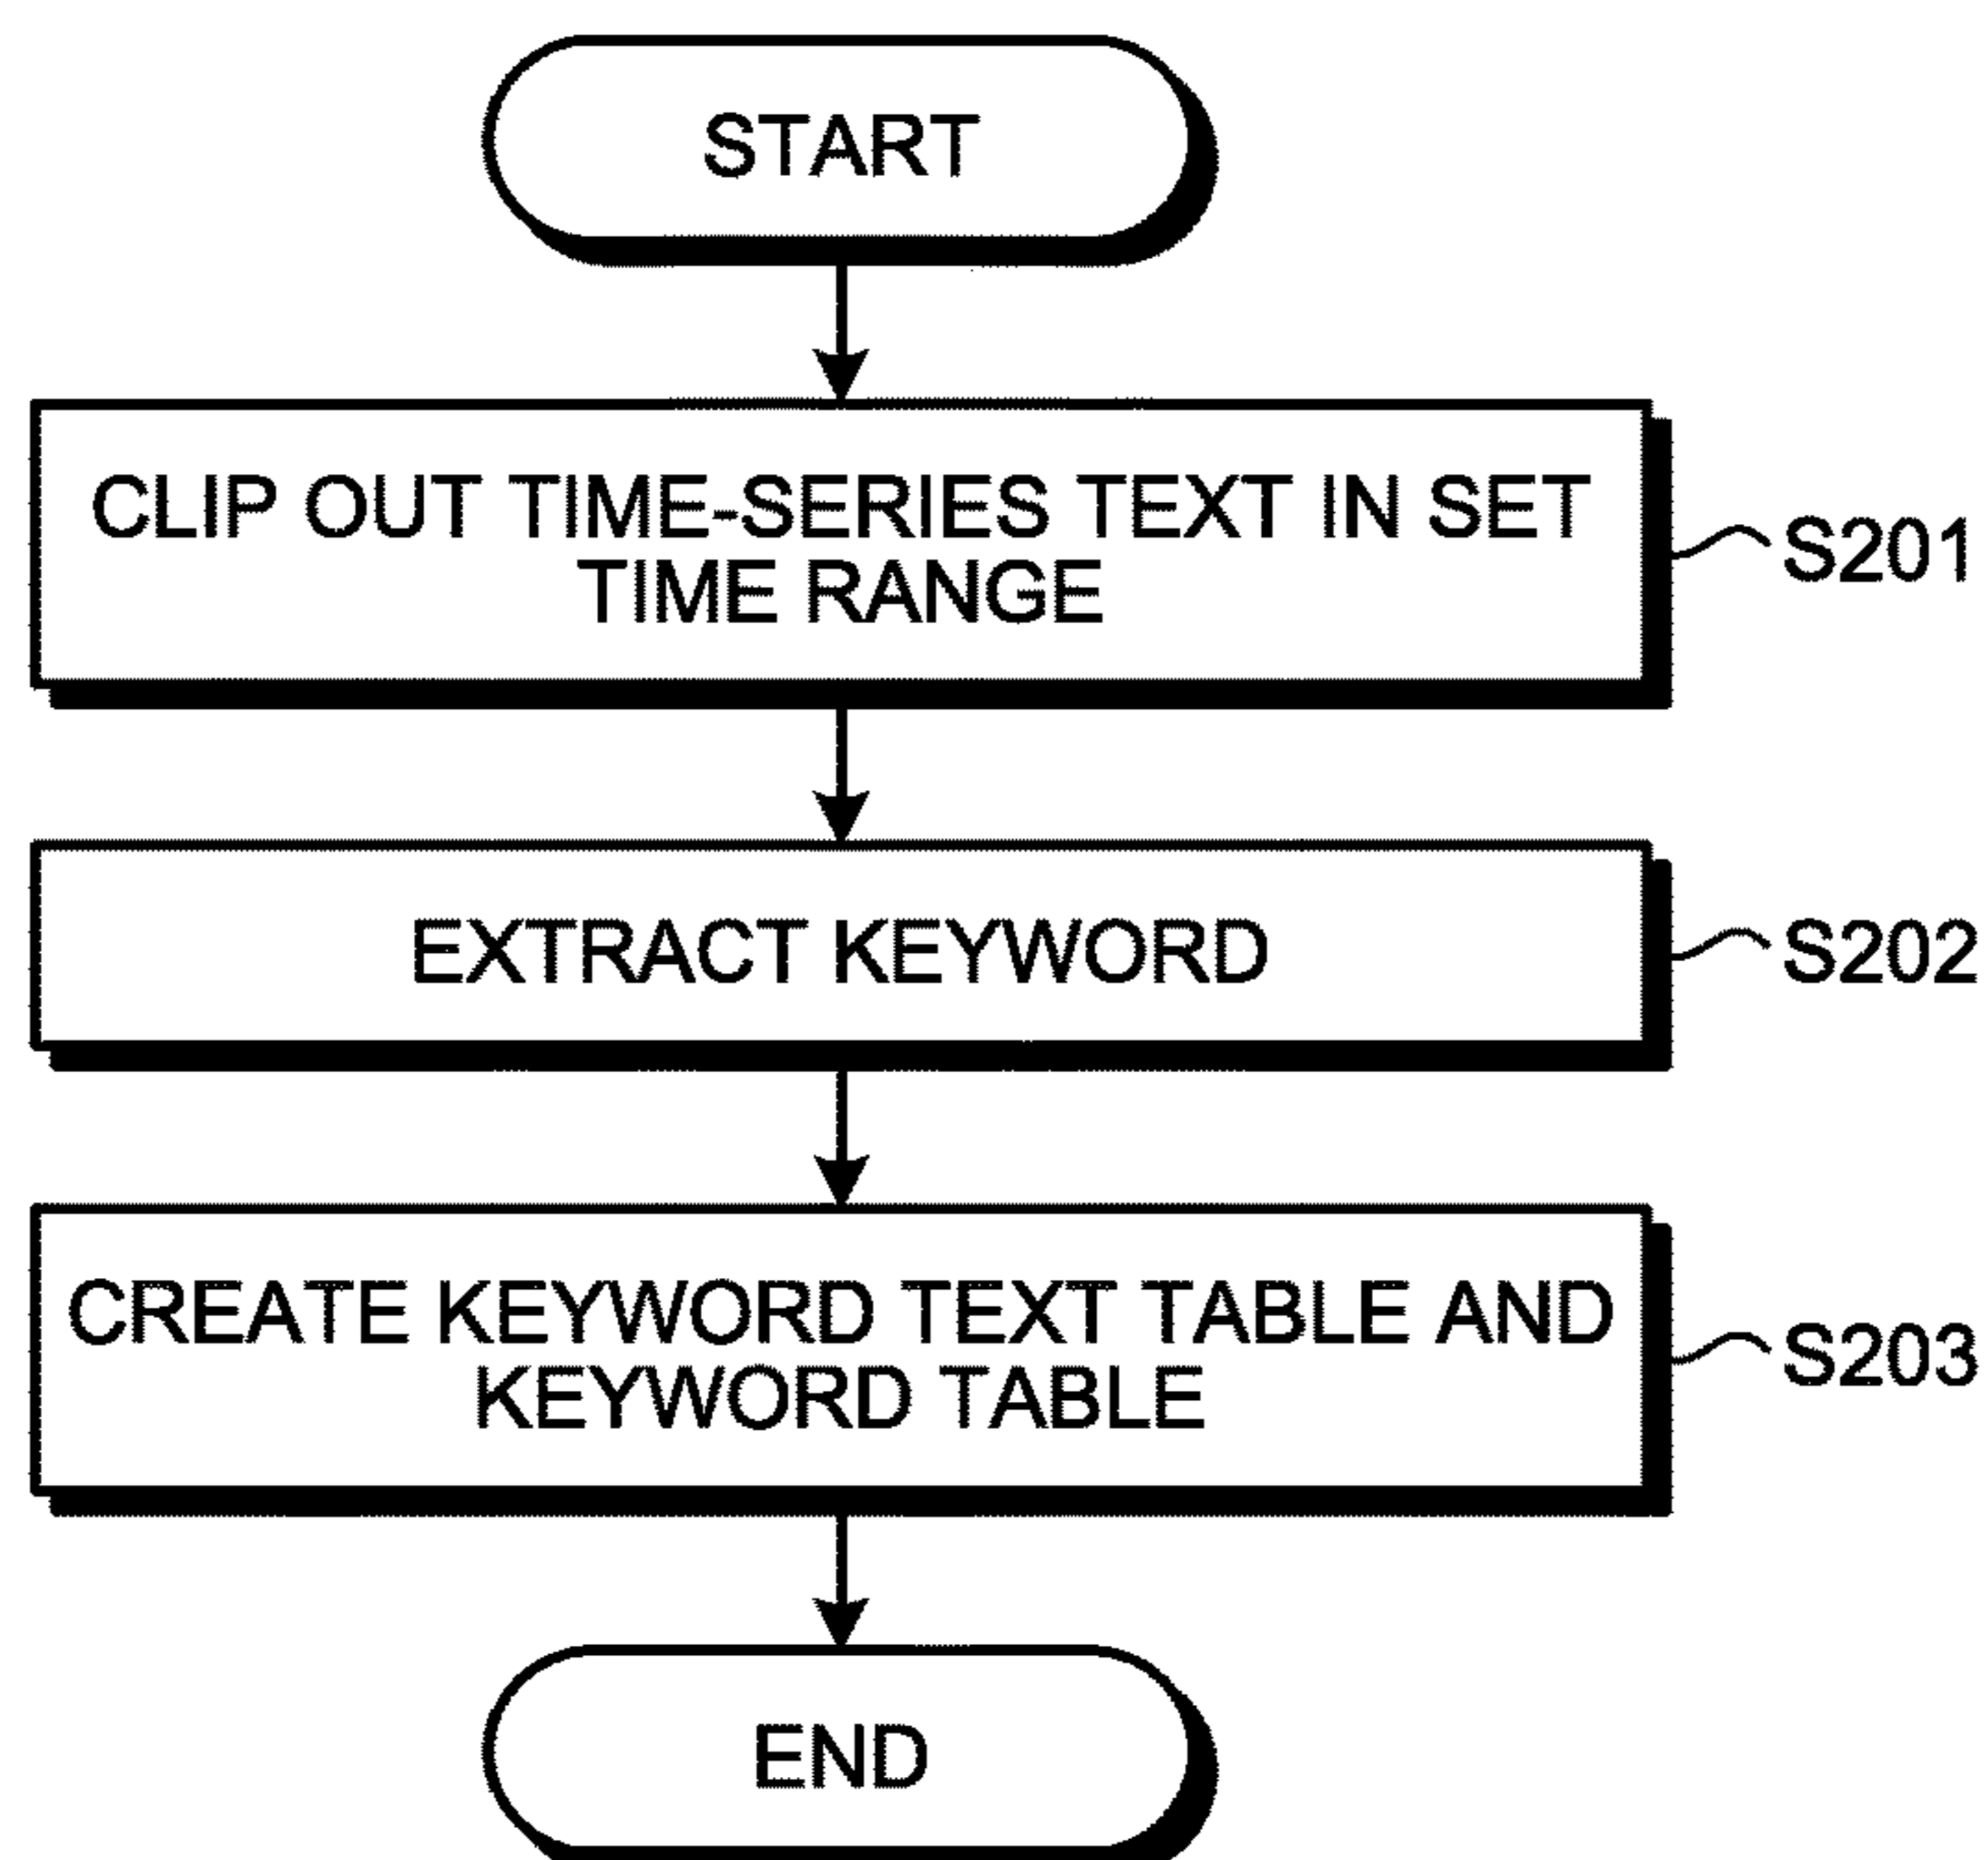 START
CLIP OUT TIME-SERIES TEXT IN SET
TIME RANGE
S201
EXTRACT KEYWORD
S202
CREATE KEYWORD TEXT TABLE AND
KEYWORD TABLE
S203
END